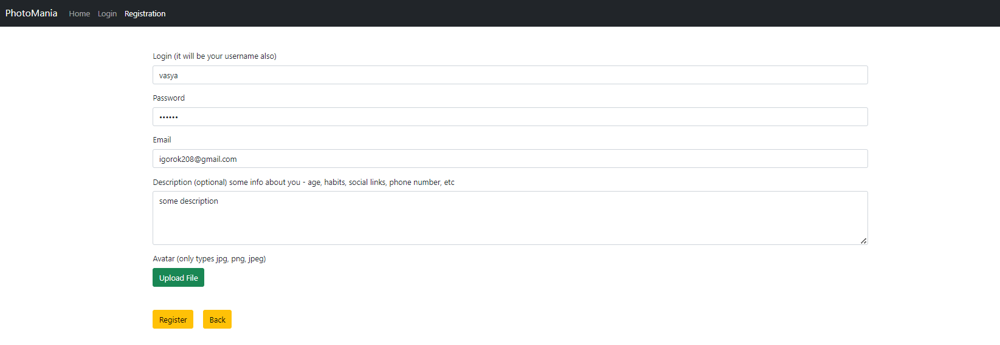 PhotoMania Home Login Registration
Login (it will be your username also)
vasya
Password
••••••
Email
igorok208@gmail.com
Description (optional) some info about you - age, habits, social links, phone number, etc
some description
Avatar (only types jpg, png, jpeg)
Upload File
Register Back